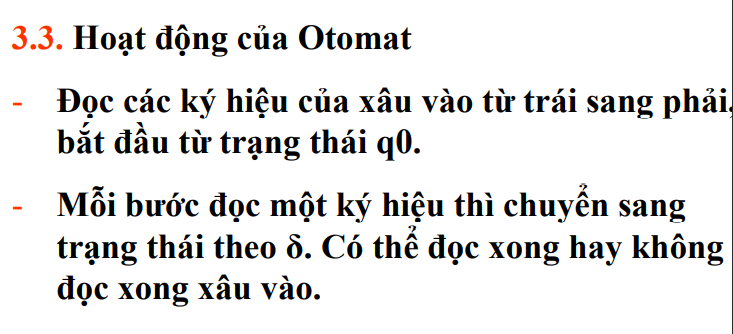 3.3. Hoạt động của Otomat
- Đọc các ký hiệu của xâu vào từ trái sang phải,
bắt đầu từ trạng thái q0.
- Mỗi bước đọc một ký hiệu thì chuyển sang
trạng thái theo δ. Có thể đọc xong hay không
đọc xong xâu vào.